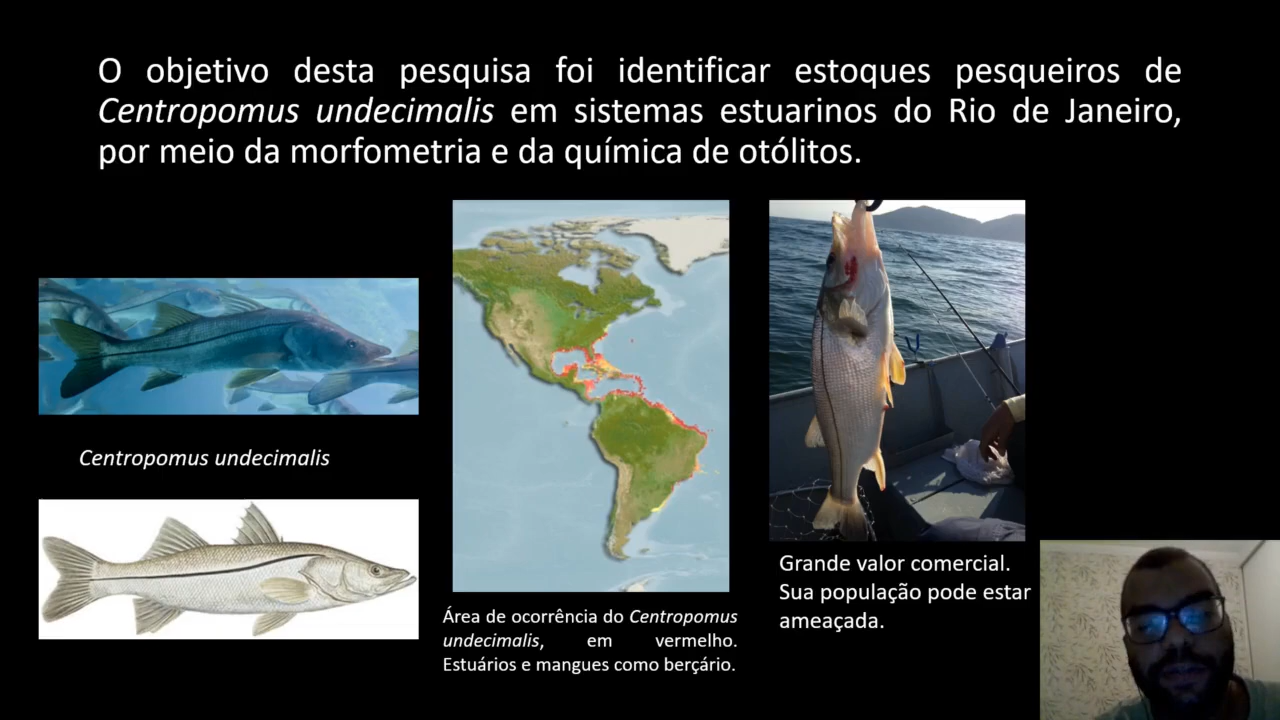 O objetivo desta pesquisa foi identificar estoques pesqueiros de
Centropomus undecimalis em sistemas estuarinos do Rio de Janeiro,
por meio da morfometria e da química de otólitos.
Centropomus undecimalis
Área de ocorrência do Centropomus
undecimalis, em vermelho.
Estuários e mangues como berçário.
Grande valor comercial.
Sua população pode estar
ameaçada.